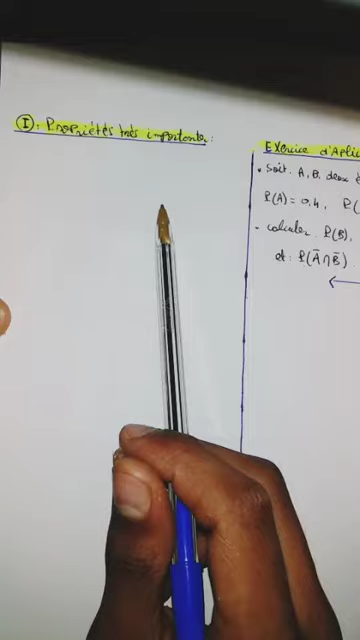 I : Propriétés très importantes :
Exercice d'Aplic
• Soit. A, B, deux é
P(A) = 0,4, P(
- calculer. P(B),
et: P(A̅ ∩ B̅).